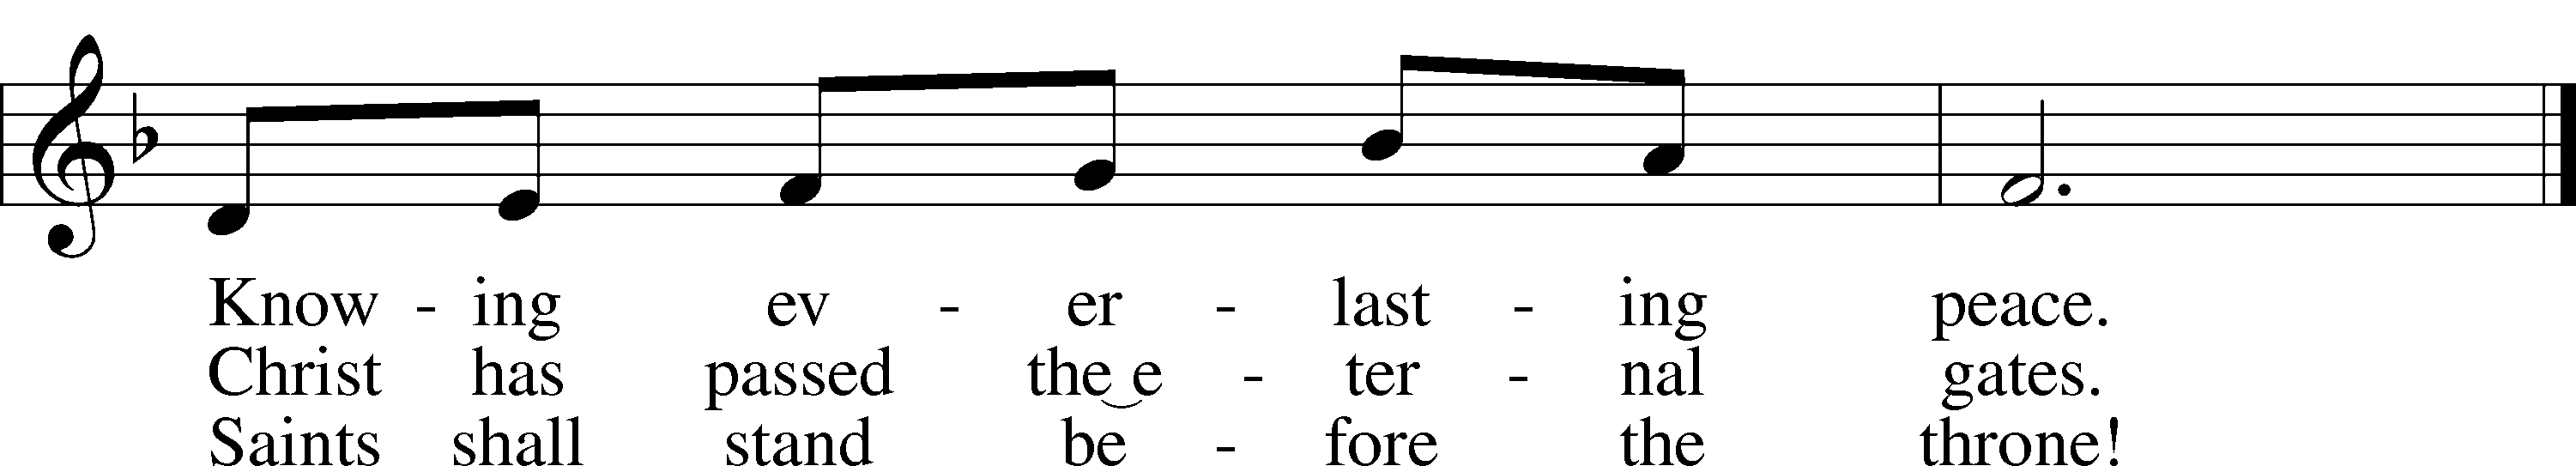 Know - ing ev - er - last - ing peace.
Christ has passed the e - ter - nal gates.
Saints shall stand be - fore the throne!